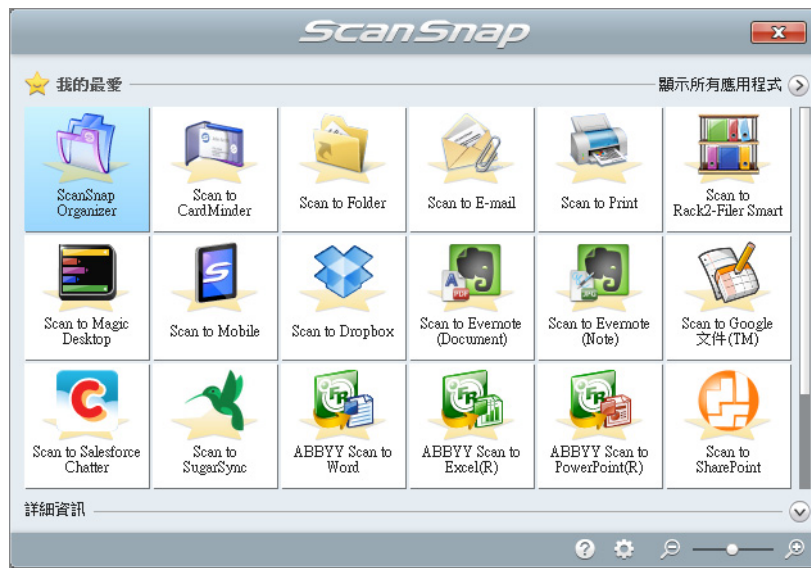 ScanSnap
我的最愛
顯示所有應用程式
ScanSnap
Organizer
Scan to
CardMinder
Scan to Folder
Scan to E-mail
Scan to Print
Scan to
Rack2-Filer Smart
Scan to Magic
Desktop
Scan to Mobile
Scan to Dropbox
Scan to Evernote
(Document)
Scan to Evernote
(Note)
Scan to Google
文件(TM)
Scan to Salesforce
Chatter
Scan to
SugarSync
ABBYY Scan to
Word
ABBYY Scan to
Excel(R)
ABBYY Scan to
PowerPoint(R)
Scan to
SharePoint
詳細資訊